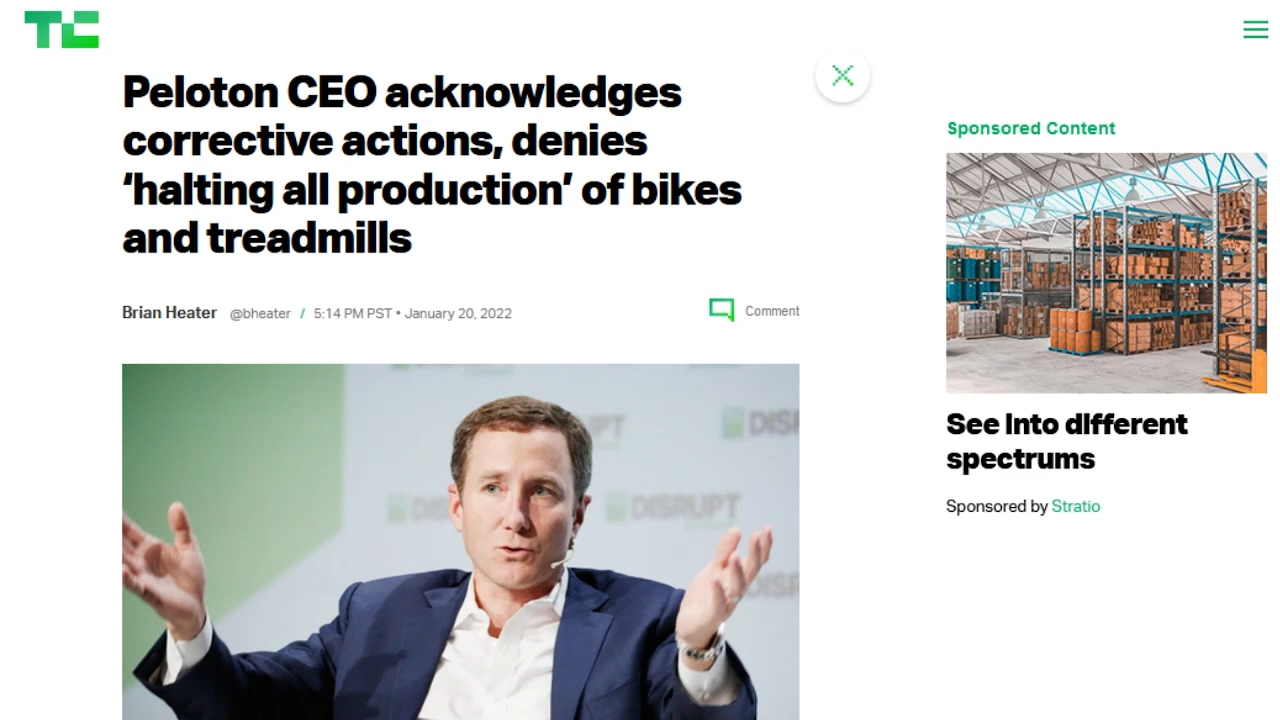 TC
Peloton CEO acknowledges
corrective actions, denies
‘halting all production’ of bikes
and treadmills
Brian Heater @bheater / 5:14 PM PST • January 20, 2022
Comment
DISRUPT
Sponsored Content
See into different
spectrums
Sponsored by Stratio